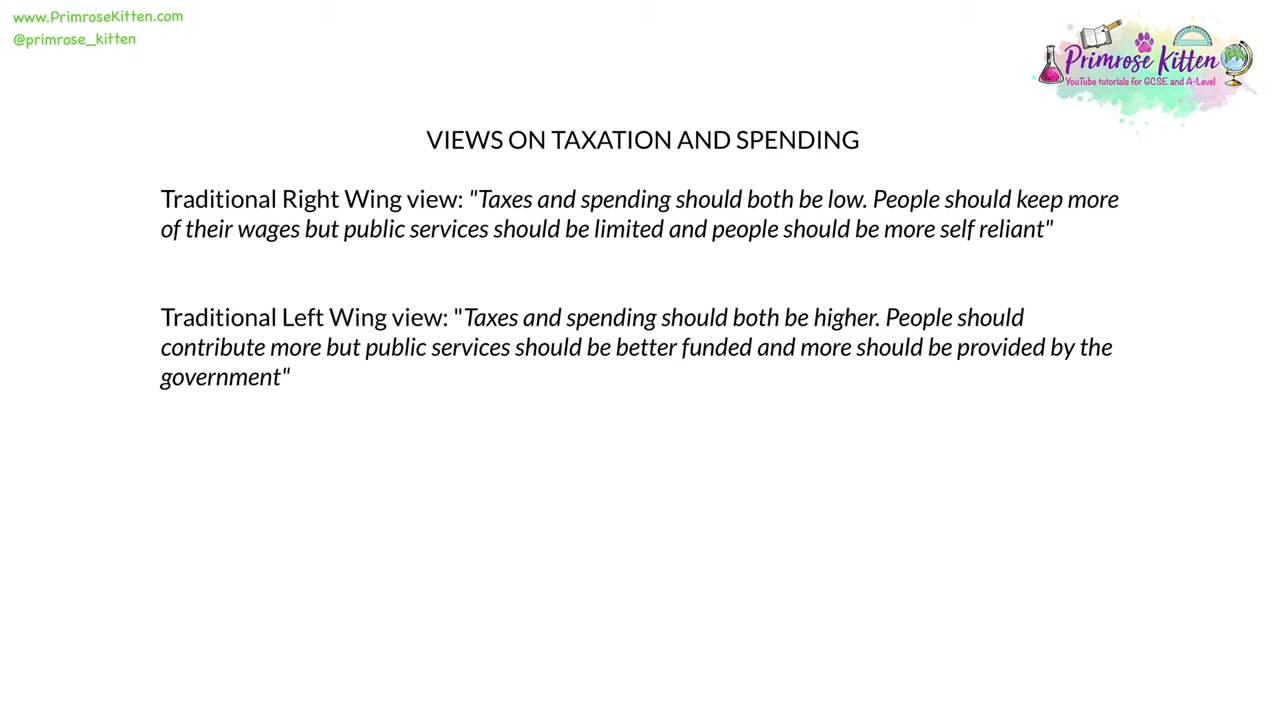 www.PrimroseKitten.com
@primrose_kitten
Primrose Kitten
YouTube tutorials for GCSE and A-Level
VIEWS ON TAXATION AND SPENDING
Traditional Right Wing view: "Taxes and spending should both be low. People should keep more
of their wages but public services should be limited and people should be more self reliant"
Traditional Left Wing view: "Taxes and spending should both be higher. People should
contribute more but public services should be better funded and more should be provided by the
government"